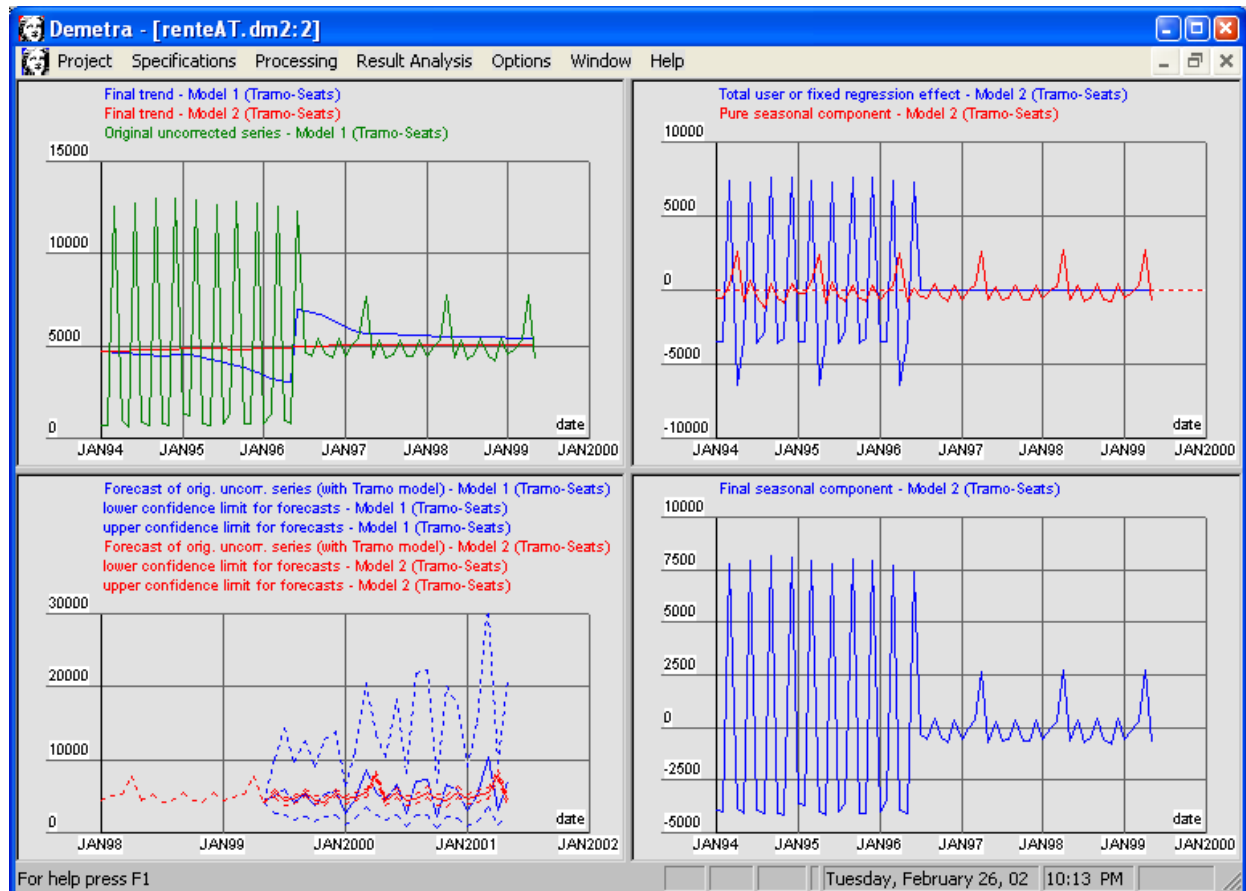 Demetra - [renteAT.dm2:2]
Project Specifications Processing Result Analysis Options Window Help
Final trend - Model 1 (Tramo-Seats)
Final trend - Model 2 (Tramo-Seats)
Original uncorrected series - Model 1 (Tramo-Seats)
15000
10000
5000
0
date
JAN94 JAN95 JAN96 JAN97 JAN98 JAN99 JAN2000
Total user or fixed regression effect - Model 2 (Tramo-Seats)
Pure seasonal component - Model 2 (Tramo-Seats)
10000
5000
0
-5000
-10000
date
JAN94 JAN95 JAN96 JAN97 JAN98 JAN99 JAN2000
Forecast of orig. uncorr. series (with Tramo model) - Model 1 (Tramo-Seats)
lower confidence limit for forecasts - Model 1 (Tramo-Seats)
upper confidence limit for forecasts - Model 1 (Tramo-Seats)
Forecast of orig. uncorr. series (with Tramo model) - Model 2 (Tramo-Seats)
lower confidence limit for forecasts - Model 2 (Tramo-Seats)
upper confidence limit for forecasts - Model 2 (Tramo-Seats)
30000
20000
10000
0
date
JAN98 JAN99 JAN2000 JAN2001 JAN2002
Final seasonal component - Model 2 (Tramo-Seats)
10000
7500
5000
2500
0
-2500
-5000
date
JAN94 JAN95 JAN96 JAN97 JAN98 JAN99 JAN2000
For help press F1
Tuesday, February 26, 02 10:13 PM